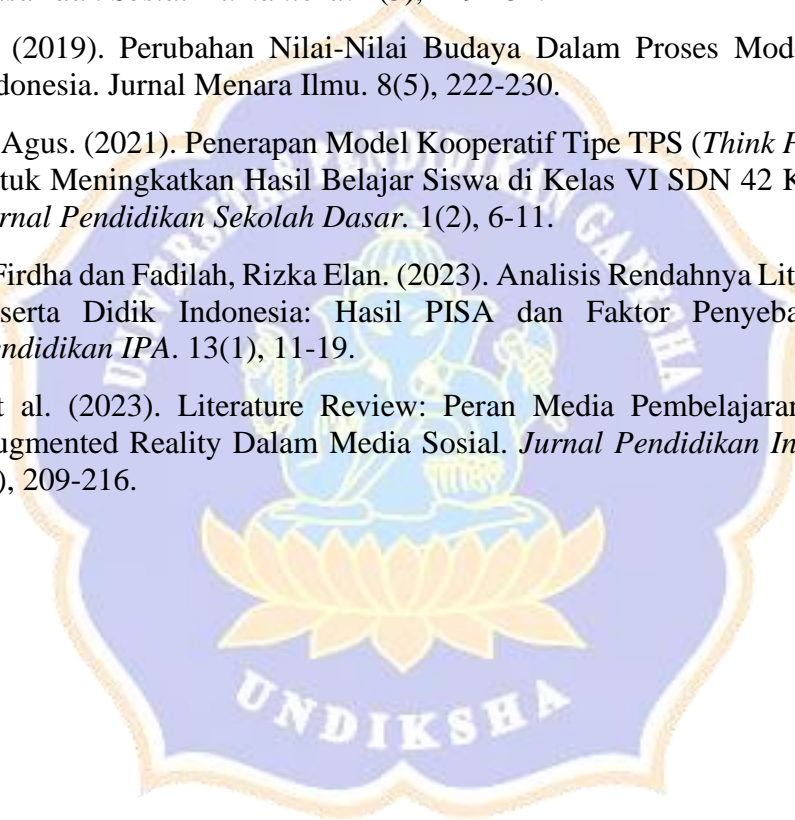 (2019). Perubahan Nilai-Nilai Budaya Dalam Proses Mod
donesia. Jurnal Menara Ilmu. 8(5), 222-230.
Agus. (2021). Penerapan Model Kooperatif Tipe TPS (Think P
tuk Meningkatkan Hasil Belajar Siswa di Kelas VI SDN 42 K
rnal Pendidikan Sekolah Dasar. 1(2), 6-11.
Firdha dan Fadilah, Rizka Elan. (2023). Analisis Rendahnya Lit
serta Didik Indonesia: Hasil PISA dan Faktor Penyeba
endidikan IPA. 13(1), 11-19.
t al. (2023). Literature Review: Peran Media Pembelajaran
ugmented Reality Dalam Media Sosial. Jurnal Pendidikan In
), 209-216.
UNIVERSITAS PENDIDIKAN GANESHA
UNDIKSHA